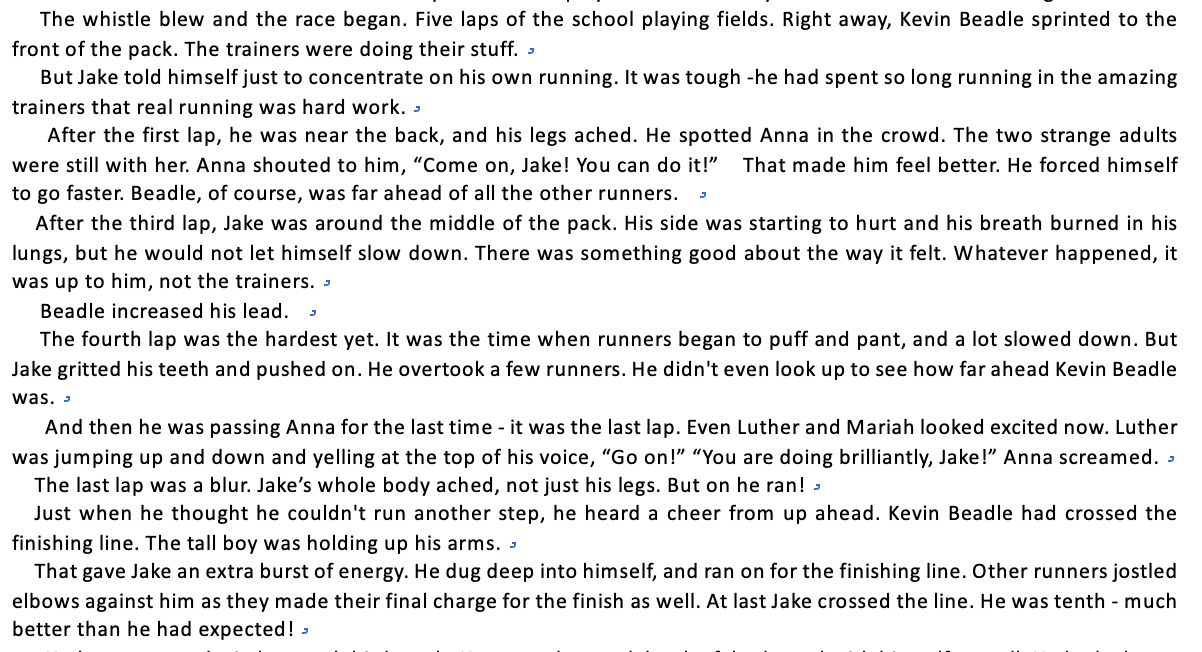 The whistle blew and the race began. Five laps of the school playing fields. Right away, Kevin Beadle sprinted to the
front of the pack. The trainers were doing their stuff.
But Jake told himself just to concentrate on his own running. It was tough -he had spent so long running in the amazing
trainers that real running was hard work.
After the first lap, he was near the back, and his legs ached. He spotted Anna in the crowd. The two strange adults
were still with her. Anna shouted to him, “Come on, Jake! You can do it!” That made him feel better. He forced himself
to go faster. Beadle, of course, was far ahead of all the other runners.
After the third lap, Jake was around the middle of the pack. His side was starting to hurt and his breath burned in his
lungs, but he would not let himself slow down. There was something good about the way it felt. Whatever happened, it
was up to him, not the trainers.
Beadle increased his lead.
The fourth lap was the hardest yet. It was the time when runners began to puff and pant, and a lot slowed down. But
Jake gritted his teeth and pushed on. He overtook a few runners. He didn't even look up to see how far ahead Kevin Beadle
was.
And then he was passing Anna for the last time - it was the last lap. Even Luther and Mariah looked excited now. Luther
was jumping up and down and yelling at the top of his voice, “Go on!” “You are doing brilliantly, Jake!” Anna screamed.
The last lap was a blur. Jake’s whole body ached, not just his legs. But on he ran!
Just when he thought he couldn't run another step, he heard a cheer from up ahead. Kevin Beadle had crossed the
finishing line. The tall boy was holding up his arms.
That gave Jake an extra burst of energy. He dug deep into himself, and ran on for the finishing line. Other runners jostled
elbows against him as they made their final charge for the finish as well. At last Jake crossed the line. He was tenth - much
better than he had expected!